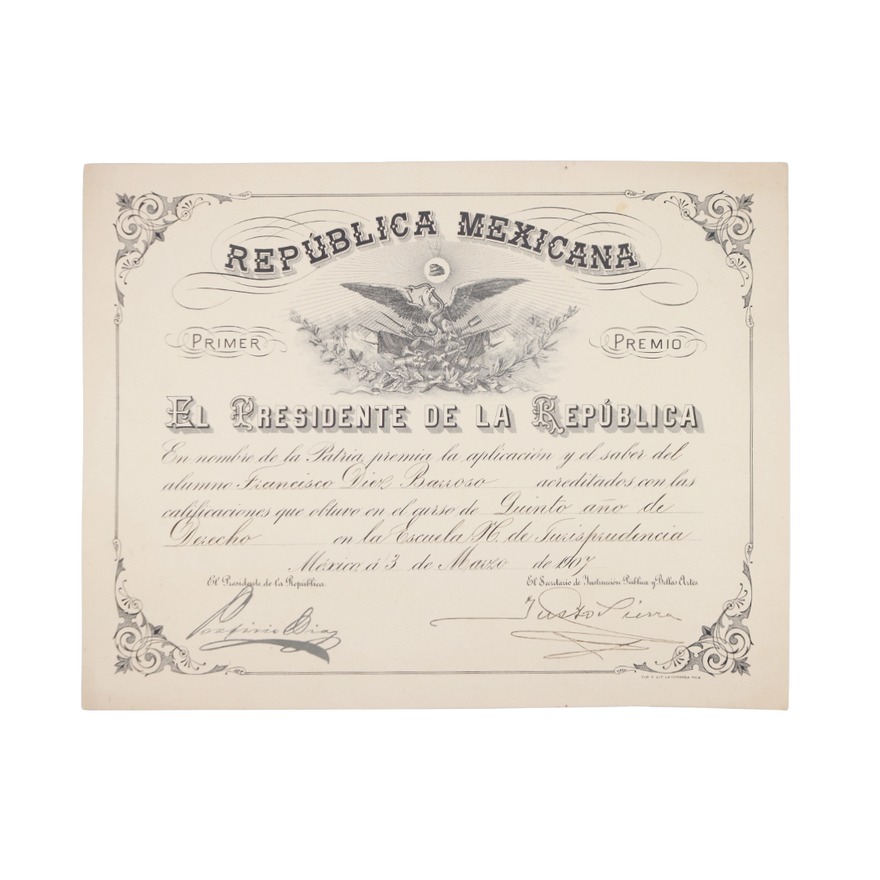 REPÚBLICA MEXICANA
PRIMER PREMIO
EL PRESIDENTE DE LA REPÚBLICA
En nombre de la Patria, premia la aplicación y el saber del
alumno Francisco Diez Barroso acreditados con las
calificaciones que obtuvo en el curso de Quinto año de
Derecho en la Escuela N. de Jurisprudencia
México á 3 de Marzo de 1907
El Presidente de la República.
El Secretario de Instrucción Pública y Bellas Artes
Porfirio Diaz
Justo Sierra